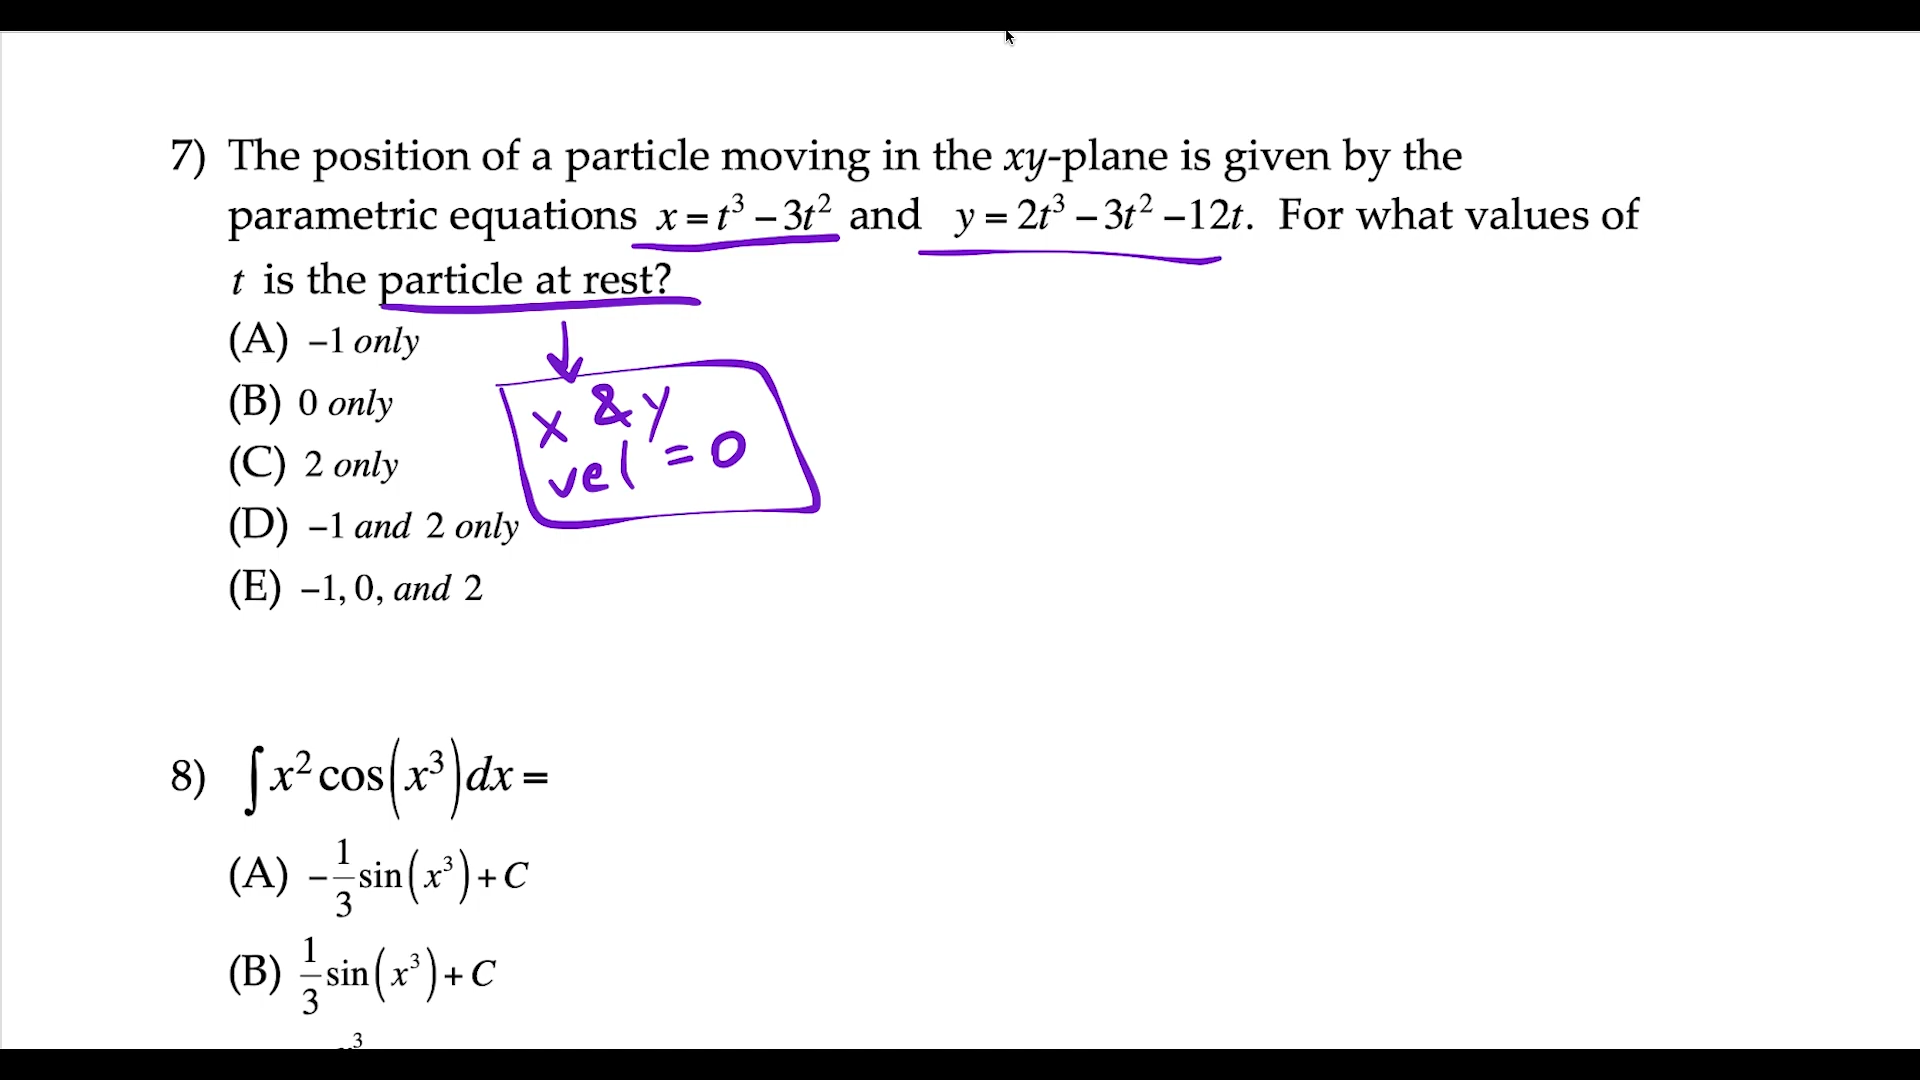 7) The position of a particle moving in the xy-plane is given by the
parametric equations x = t³ – 3t² and y = 2t³ – 3t² – 12t. For what values of
t is the particle at rest?
(A) –1 only
(B) 0 only
(C) 2 only
(D) –1 and 2 only
(E) –1, 0, and 2
x & y
vel = 0
8) ∫x² cos(x³)dx =
(A) –1/3 sin(x³) + C
(B) 1/3 sin(x³) + C